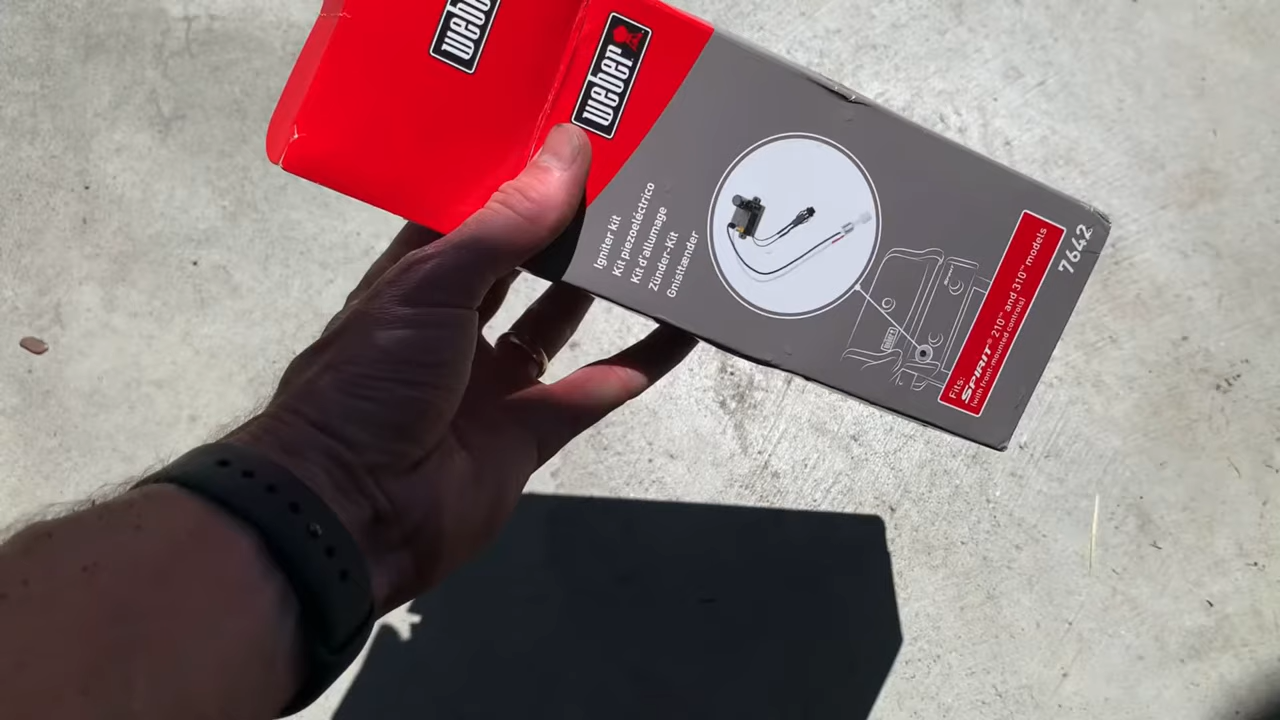 webe
weber
Igniter kit
Kit piezoeléctrico
Kit d'allumage
Zünder-Kit
Gnisttænder
weber
Fits:
SPIRIT® 210™ and 310™ models
(with front-mounted controls)
7642